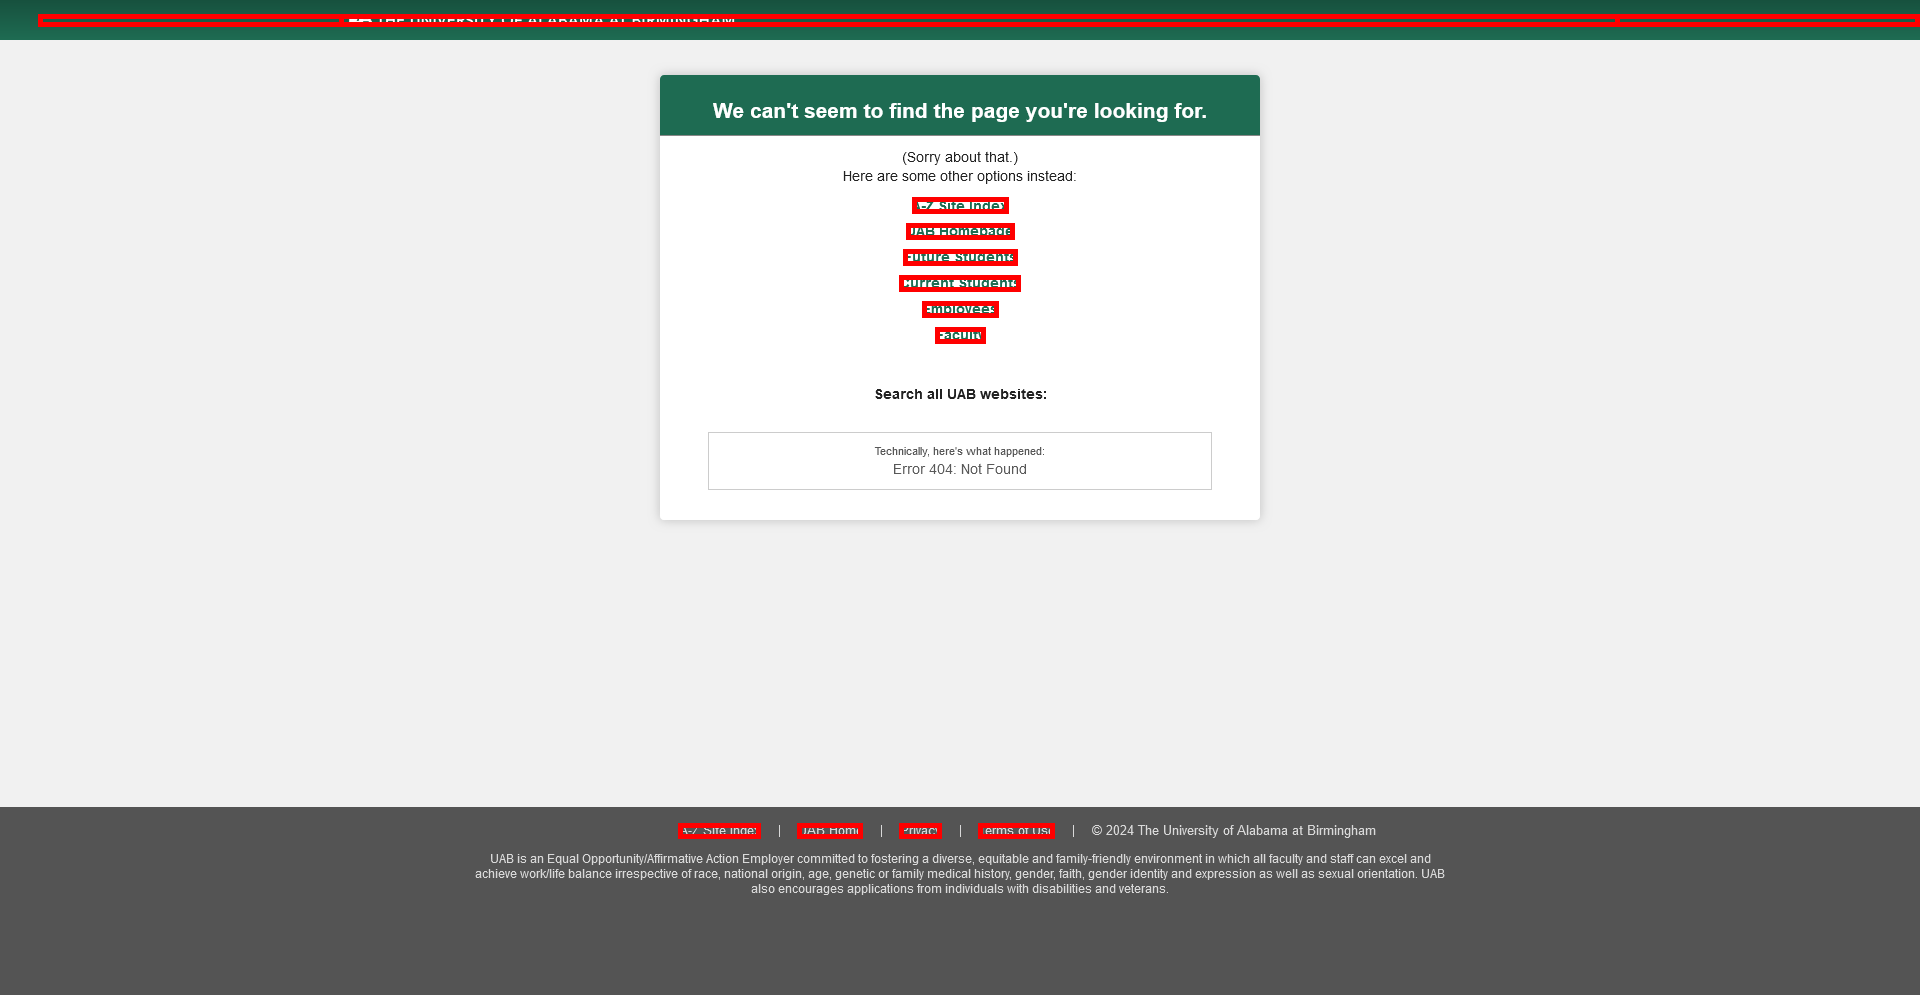 THE UNIVERSITY OF ALABAMA AT BIRMINGHAM
We can't seem to find the page you're looking for.
(Sorry about that.)
Here are some other options instead:
A-Z Site Index
UAB Homepage
Future Students
Current Students
Employees
Faculty
Search all UAB websites:
Technically, here's what happened:
Error 404: Not Found
A-Z Site Index | UAB Home | Privacy | Terms of Use | © 2024 The University of Alabama at Birmingham
UAB is an Equal Opportunity/Affirmative Action Employer committed to fostering a diverse, equitable and family-friendly environment in which all faculty and staff can excel and
achieve work/life balance irrespective of race, national origin, age, genetic or family medical history, gender, faith, gender identity and expression as well as sexual orientation. UAB
also encourages applications from individuals with disabilities and veterans.